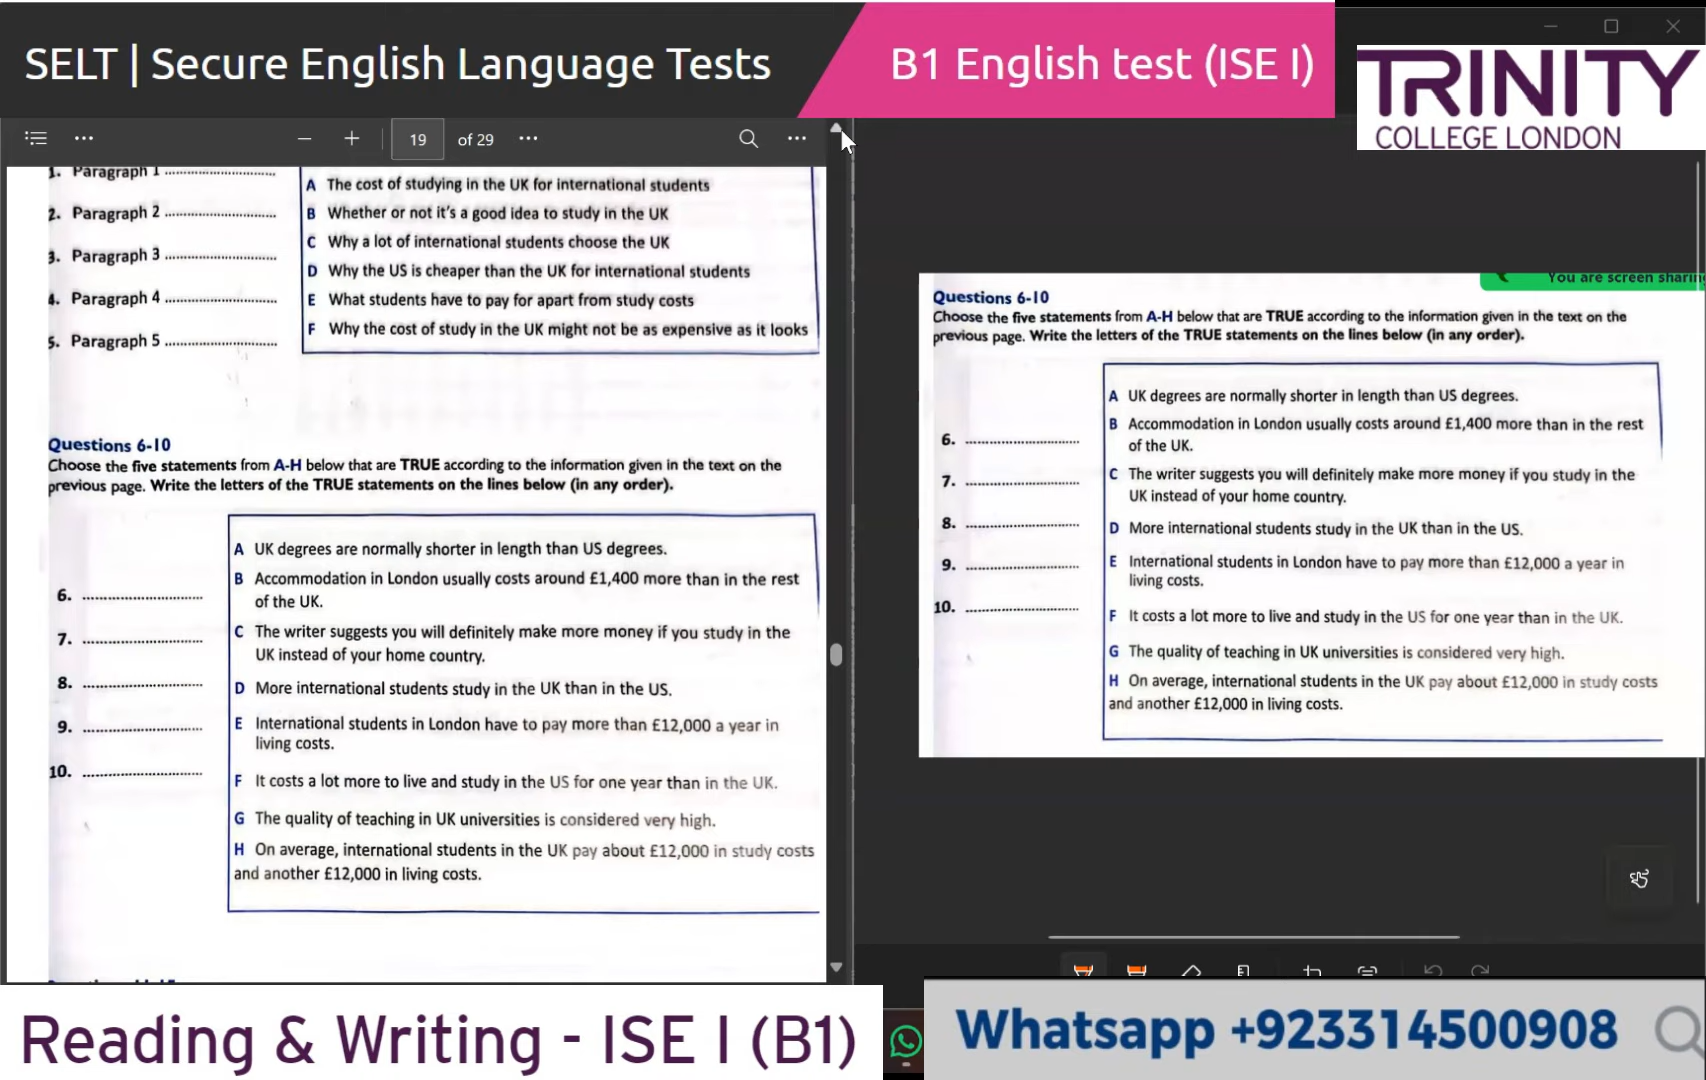 SELT | Secure English Language Tests
B1 English test (ISE I)
TRINITY
COLLEGE LONDON
19 of 29
1. Paragraph 1
2. Paragraph 2
3. Paragraph 3
4. Paragraph 4
5. Paragraph 5
A The cost of studying in the UK for international students
B Whether or not it's a good idea to study in the UK
C Why a lot of international students choose the UK
D Why the US is cheaper than the UK for international students
E What students have to pay for apart from study costs
F Why the cost of study in the UK might not be as expensive as it looks
Questions 6-10
Choose the five statements from A-H below that are TRUE according to the information given in the text on the
previous page. Write the letters of the TRUE statements on the lines below (in any order).
6.
7.
8.
9.
10.
A UK degrees are normally shorter in length than US degrees.
B Accommodation in London usually costs around £1,400 more than in the rest
of the UK.
C The writer suggests you will definitely make more money if you study in the
UK instead of your home country.
D More international students study in the UK than in the US.
E International students in London have to pay more than £12,000 a year in
living costs.
F It costs a lot more to live and study in the US for one year than in the UK.
G The quality of teaching in UK universities is considered very high.
H On average, international students in the UK pay about £12,000 in study costs
and another £12,000 in living costs.
You are screen sharing
Questions 6-10
Choose the five statements from A-H below that are TRUE according to the information given in the text on the
previous page. Write the letters of the TRUE statements on the lines below (in any order).
6.
7.
8.
9.
10.
A UK degrees are normally shorter in length than US degrees.
B Accommodation in London usually costs around £1,400 more than in the rest
of the UK.
C The writer suggests you will definitely make more money if you study in the
UK instead of your home country.
D More international students study in the UK than in the US.
E International students in London have to pay more than £12,000 a year in
living costs.
F It costs a lot more to live and study in the US for one year than in the UK.
G The quality of teaching in UK universities is considered very high.
H On average, international students in the UK pay about £12,000 in study costs
and another £12,000 in living costs.
Reading & Writing - ISE I (B1)
Whatsapp +923314500908